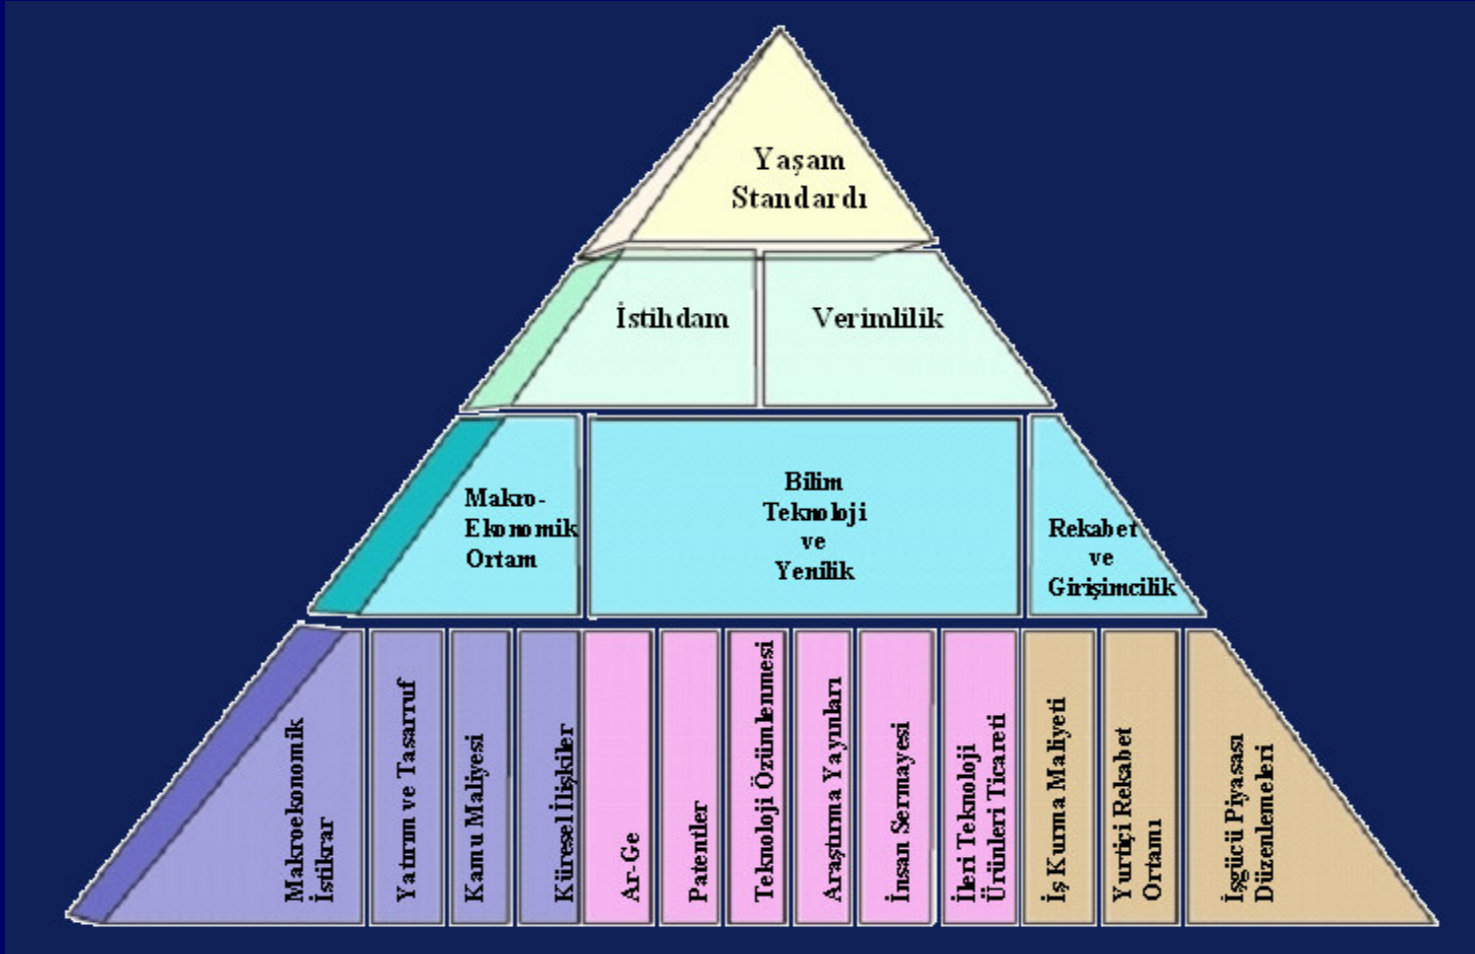 Yaşam
Standardı
İstihdam
Verimlilik
Makro-
Ekonomik
Ortam
Bilim
Teknoloji
ve
Yenilik
Rekabet
ve
Girişimcilik
Makroekonomik
İstikrar
Yatırım ve Tasarruf
Kamu Maliyesi
Küresel İlişkiler
Ar-Ge
Patentler
Teknoloji Özümlenmesi
Araştırma Yayınları
İnsan Sermayesi
İleri Teknoloji
Ürünleri Ticareti
İş Kurma Maliyeti
Yurtiçi Rekabet
Ortamı
İşgücü Piyasası
Düzenlemeleri